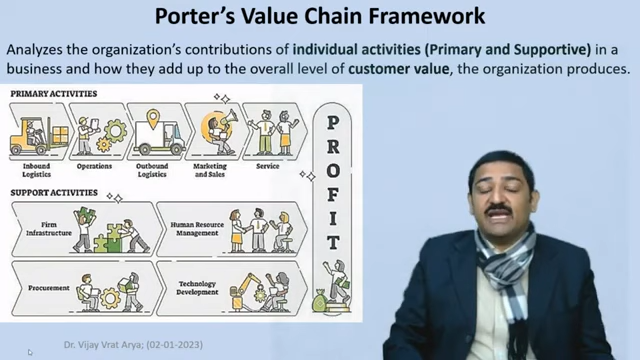 Porter's Value Chain Framework
Analyzes the organization's contributions of individual activities (Primary and Supportive) in a
business and how they add up to the overall level of customer value, the organization produces.
PRIMARY ACTIVITIES
Inbound
Logistics
Operations
Outbound
Logistics
Marketing
and Sales
Service
SUPPORT ACTIVITIES
Firm
Infrastructure
Human Resource
Management
Procurement
Technology
Development
PROFIT
Dr. Vijay Vrat Arya; (02-01-2023)